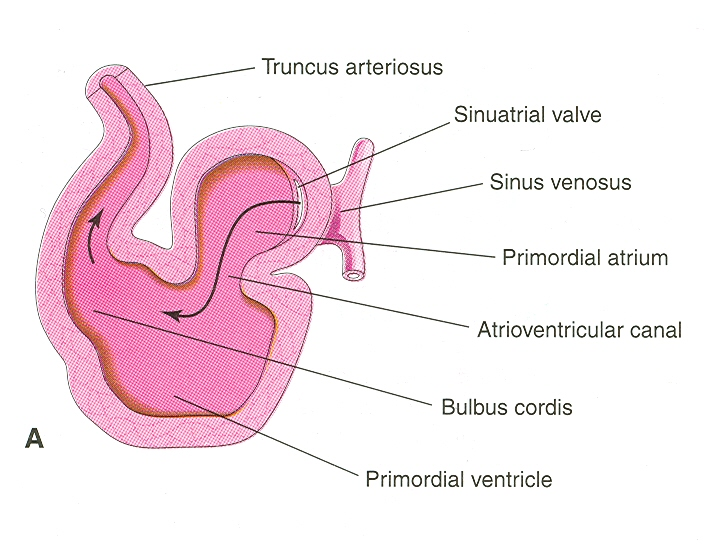 Truncus arteriosus
Sinuatrial valve
Sinus venosus
Primordial atrium
Atrioventricular canal
Bulbus cordis
A
Primordial ventricle